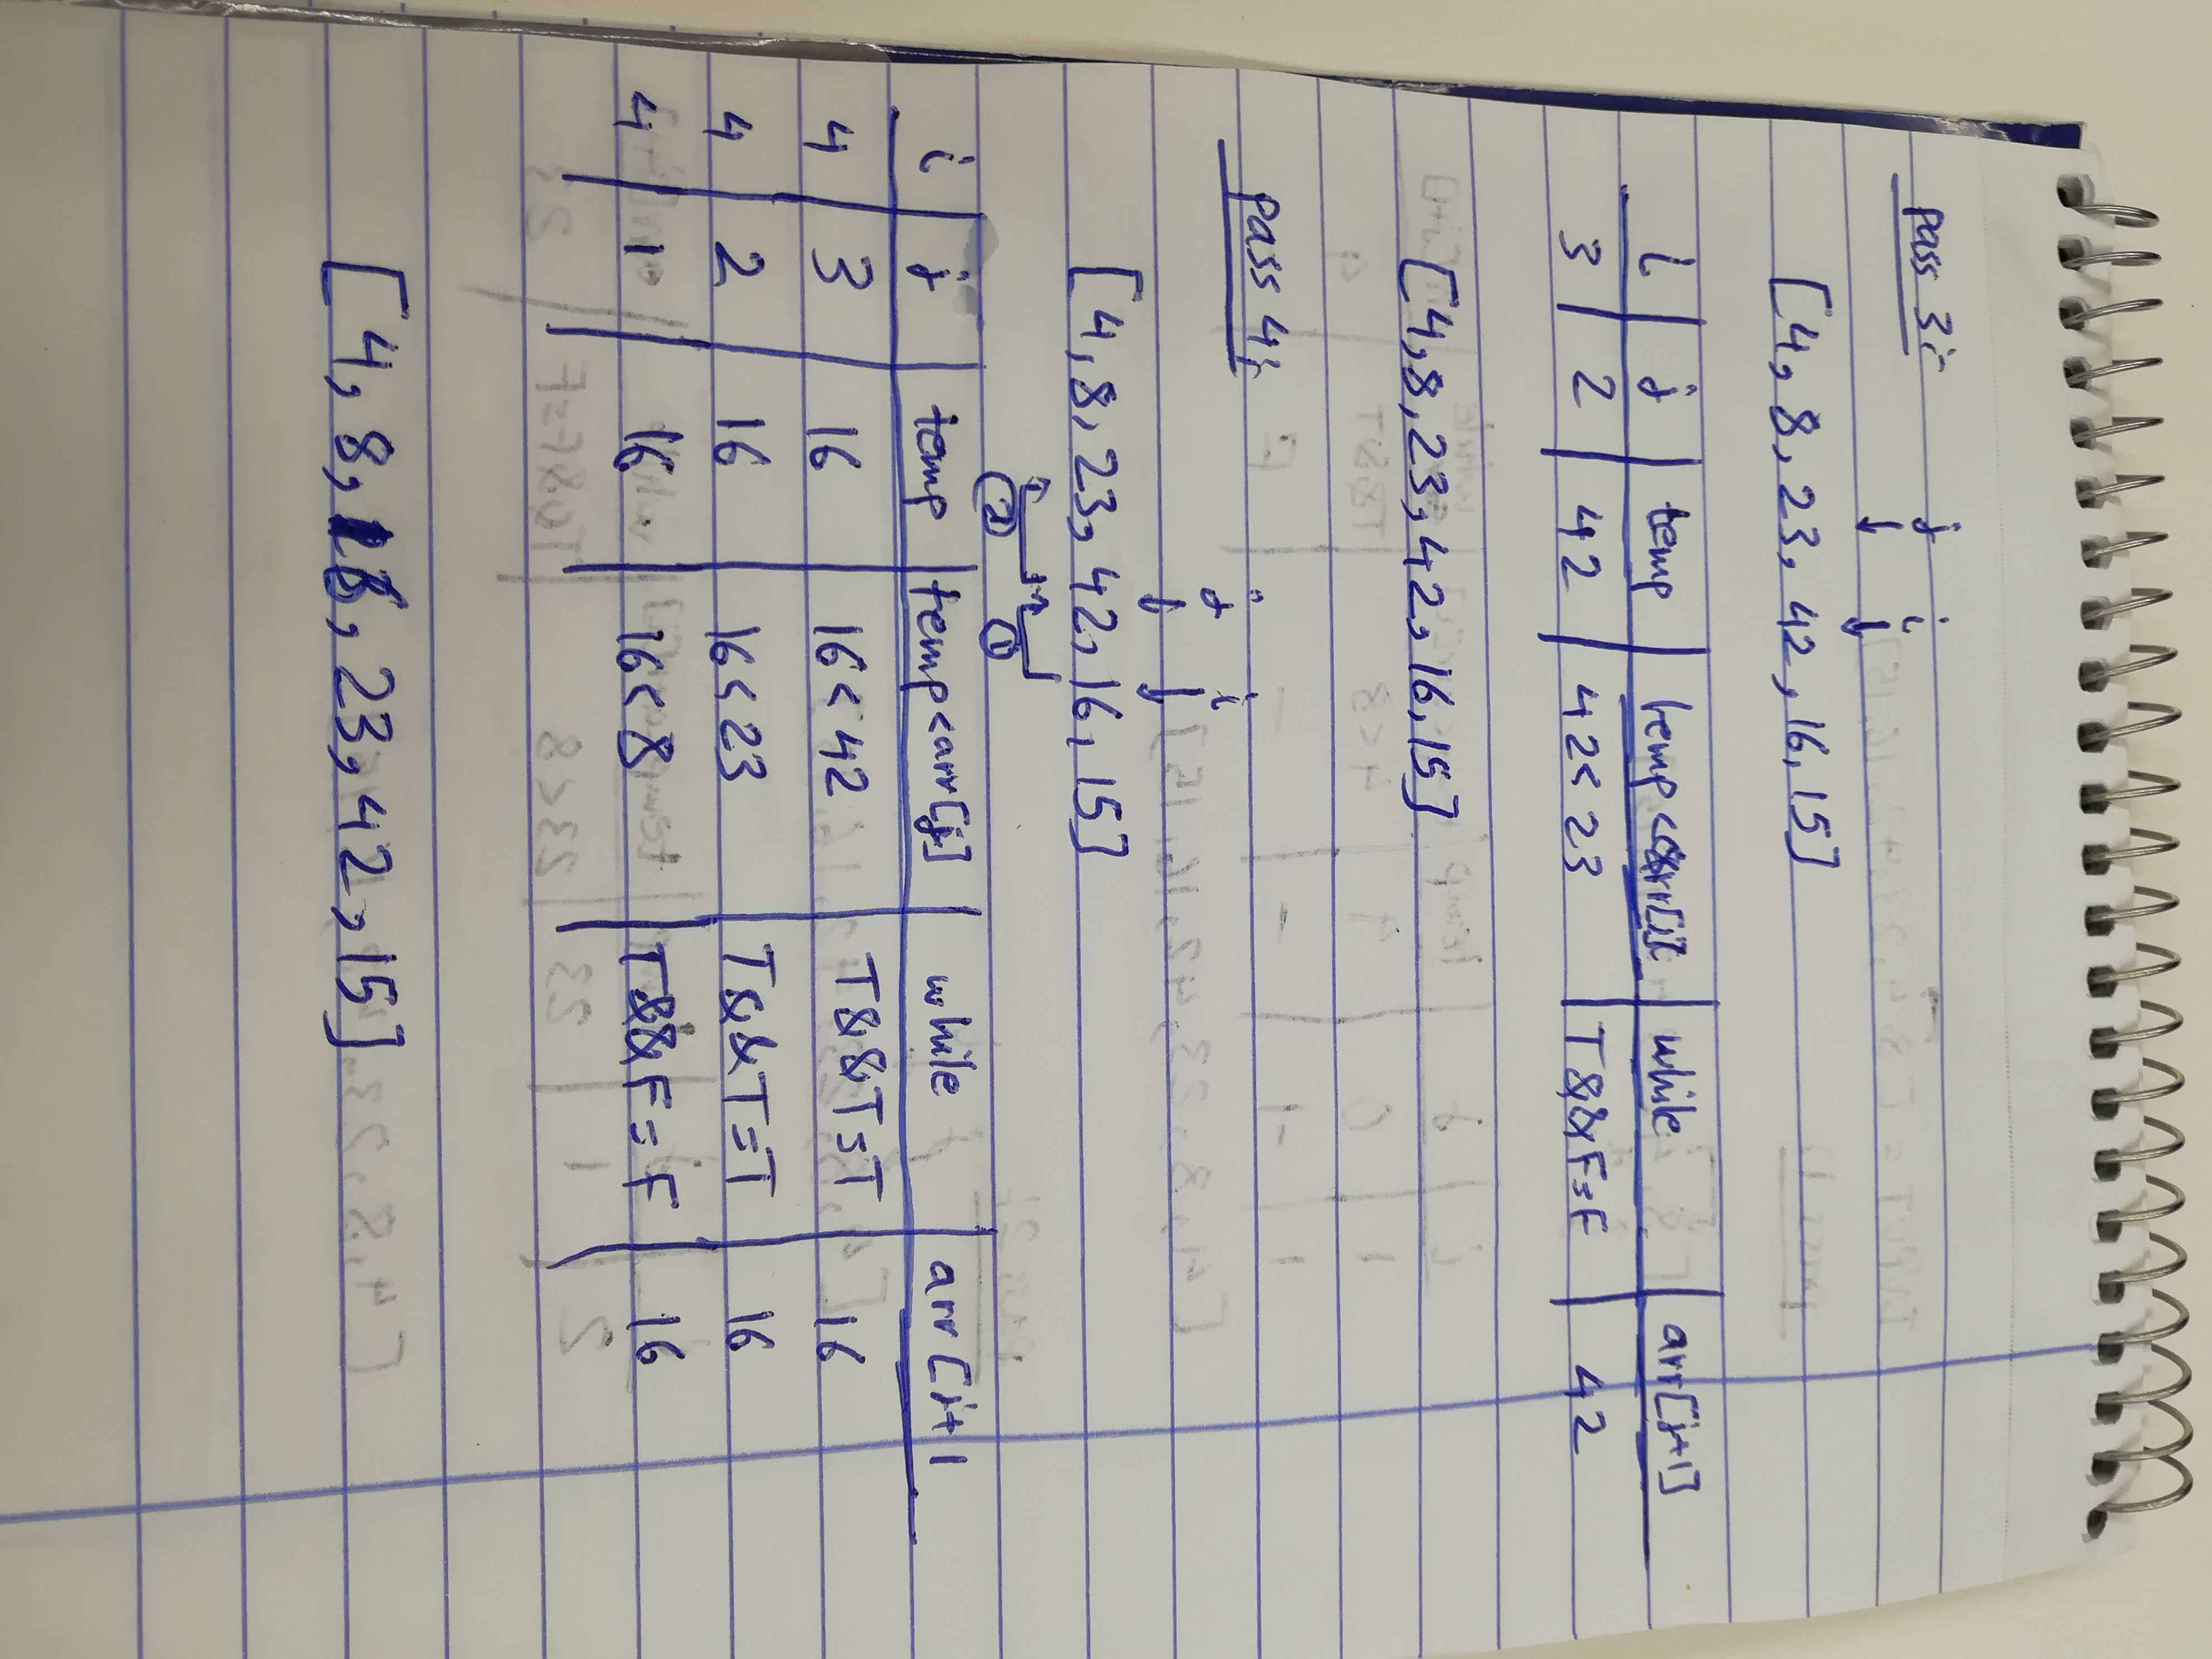 pass 3:-
j i
[4, 8, 23, 42, 16, 15]
i j temp temp<arr[j] while arr[j+1]
3 2 42 42<23 T&&F=F 42
[4,8,23,42,16,15]
pass 4:
j i
[4,8,23,42,16,15]
2 1
i j temp temp<arr[j] while arr[j+1
4 3 16 16<42 T&&T=T 16
4 2 16 16<23 T&&T=T 16
4 1 16 16<8 T&&F=F 16
[4, 8, 16, 23, 42, 15]